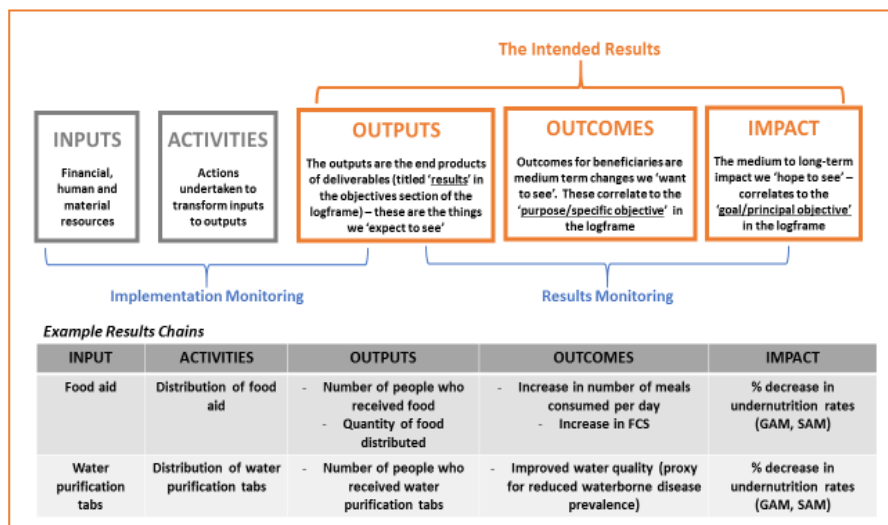 The Intended Results
INPUTS
Financial,
human and
material
resources
ACTIVITIES
Actions
undertaken to
transform inputs
to outputs
OUTPUTS
The outputs are the end products
of deliverables (titled ‘results’ in
the objectives section of the
logframe) – these are the things
we ‘expect to see’
OUTCOMES
Outcomes for beneficiaries are
medium term changes we ‘want
to see’. These correlate to the
‘purpose/specific objective’ in
the logframe
IMPACT
The medium to long-term
impact we ‘hope to see’ –
correlates to the
‘goal/principal objective’
in the logframe
Implementation Monitoring
Results Monitoring
Example Results Chains
INPUT ACTIVITIES OUTPUTS OUTCOMES IMPACT
Food aid
Distribution of food
aid
- Number of people who
received food
- Quantity of food
distributed
- Increase in number of meals
consumed per day
- Increase in FCS
% decrease in
undernutrition rates
(GAM, SAM)
Water
purification
tabs
Distribution of water
purification tabs
- Number of people who
received water
purification tabs
- Improved water quality (proxy
for reduced waterborne disease
prevalence)
% decrease in
undernutrition rates
(GAM, SAM)